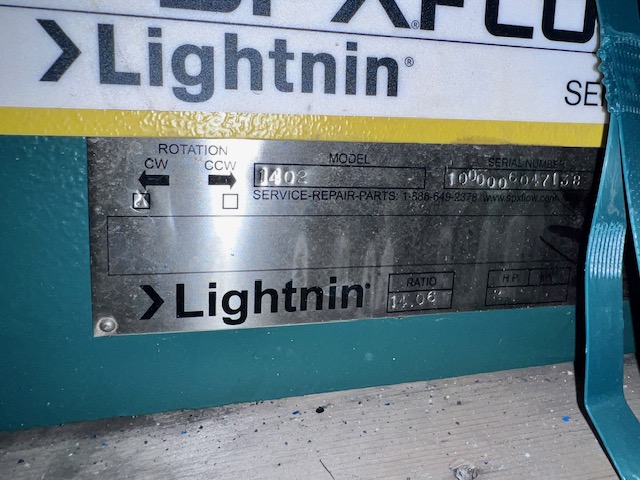 SPXFLO
Lightnin®
SE
ROTATION
CW CCW
MODEL
14Q2
SERIAL NUMBER
SERVICE-REPAIR-PARTS: 1-888-649-2378 /www.spxflow.com
Lightnin®
RATIO
14.06
H.P.